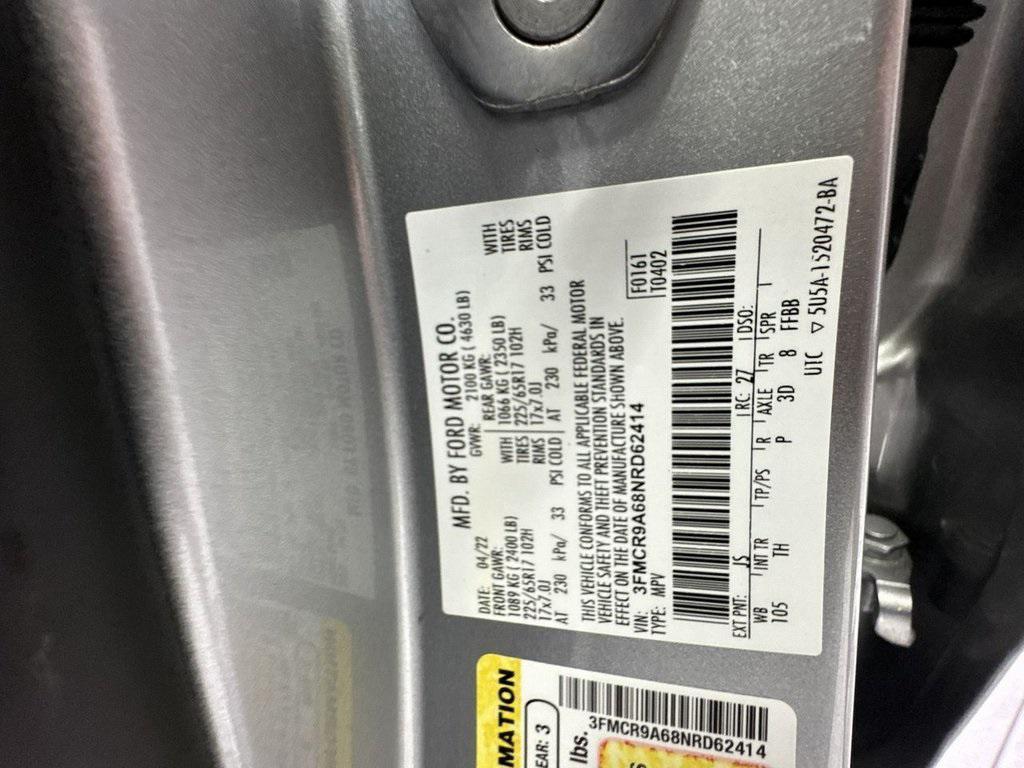 MFD. BY FORD MOTOR CO.
DATE: 04/22 GVWR: 2100 KG ( 4630 LB)
FRONT GAWR: REAR GAWR:
1089 KG ( 2400 LB) WITH 1066 KG ( 2350 LB) WITH
225/65R17 102H TIRES 225/65R17 102H TIRES
17x7.0J RIMS 17x7.0J RIMS
AT 230 kPa/ 33 PSI COLD AT 230 kPa/ 33 PSI COLD
THIS VEHICLE CONFORMS TO ALL APPLICABLE FEDERAL MOTOR
VEHICLE SAFETY AND THEFT PREVENTION STANDARDS IN
EFFECT ON THE DATE OF MANUFACTURE SHOWN ABOVE.
VIN: 3FMCR9A68NRD62414
TYPE: MPV
F0161
T0402
EXT PNT: JS RC: 27 DSO:
WB INT TR TP/PS R AXLE TR SPR
105 TH P 3D 8 FFBB
UTC ▽ 5U5A-1520472-BA
MATION
EAR: 3
lbs.
3FMCR9A68NRD62414